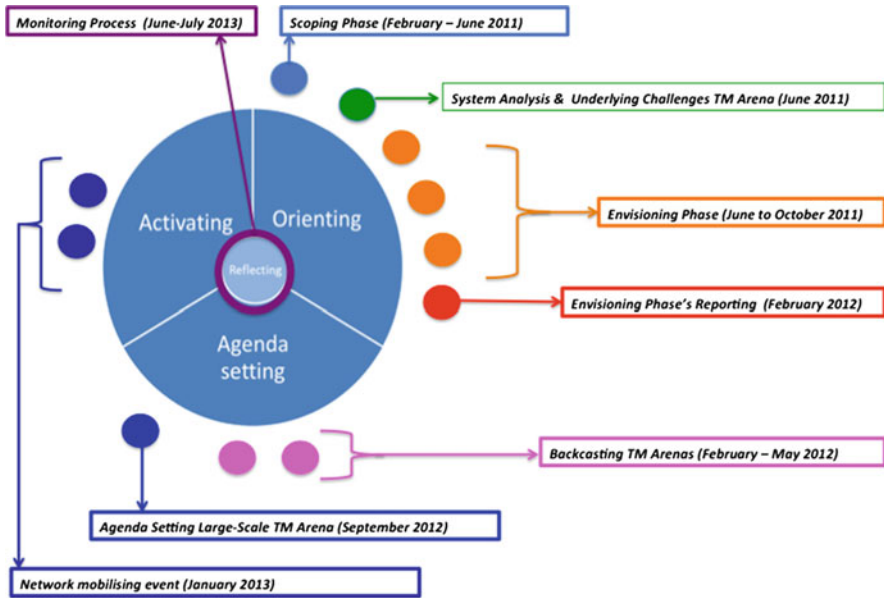 Monitoring Process (June-July 2013)
Scoping Phase (February – June 2011)
System Analysis & Underlying Challenges TM Arena (June 2011)
Activating
Orienting
Envisioning Phase (June to October 2011)
Reflecting
Envisioning Phase's Reporting (February 2012)
Agenda
setting
Backcasting TM Arenas (February – May 2012)
Agenda Setting Large-Scale TM Arena (September 2012)
Network mobilising event (January 2013)